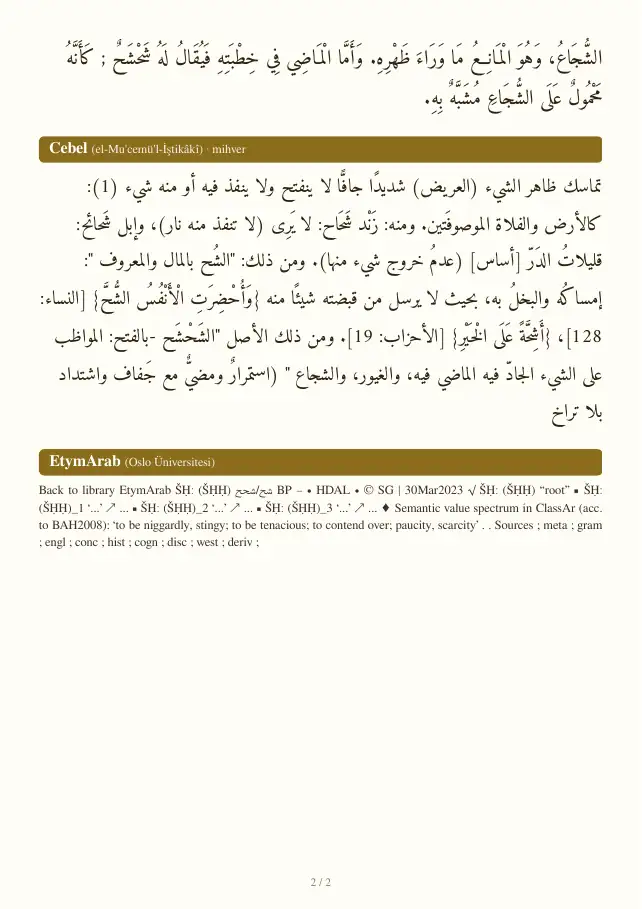 الشُّجَاعُ، وَهُوَ الْمَانِعُ مَا وَرَاءَ ظَهْرِهِ. وَأَمَّا الْمَاضِي فِي خِطْبَتِهِ فَيُقَالُ لَهُ شَحْشَحٌ ; كَأَنَّهُ
مَحْمُولٌ عَلَى الشُّجَاعِ مُشَبَّهٌ بِهِ.
Cebel (el-Mu'cemü'l-İştikâkî) · mihver
تماسك ظاهر الشيء (العريض) شديدًا جافًّا لا ينفتح ولا ينفذ فيه أو منه شيء (1):
كالأرض والفلاة الموصوفَتين. ومنه: زَنْد شَحَاح: لا يَرِى (لا تنفذ منه نار)، وإبل شَحائح:
قليلاتُ الدَرّ [أساس] (عدمُ خروج شيء منها). ومن ذلك: "الشُح بالمال والمعروف ":
إمساكُه والبخلُ به، بحيث لا يرسل من قبضته شيئًا منه {وَأُحْضِرَتِ الْأَنْفُسُ الشُّحَّ} [النساء:
128]، {أَشِحَّةً عَلَى الْخَيْرِ} [الأحزاب: 19]. ومن ذلك الأصل "الشَحْشَح -بالفتح: المواظب
على الشيء الجادّ فيه الماضي فيه، والغيور، والشجاع " (استمرارٌ ومضيٌّ مع جَفاف واشتداد
بلا تراخ
EtymArab (Oslo Üniversitesi)
Back to library EtymArab ŠḤ: (ŠḤḤ) شح/شحح BP – • HDAL • © SG | 30Mar2023 √ ŠḤ: (ŠḤḤ) “root” ▪ ŠḤ:
(ŠḤḤ)_1 ‘...’ ↗ ... ▪ ŠḤ: (ŠḤḤ)_2 ‘...’ ↗ ... ▪ ŠḤ: (ŠḤḤ)_3 ‘...’ ↗ ... ♦ Semantic value spectrum in ClassAr (acc.
to BAH2008): ‘to be niggardly, stingy; to be tenacious; to contend over; paucity, scarcity’ . . Sources ; meta ; gram
; engl ; conc ; hist ; cogn ; disc ; west ; deriv ;
2 / 2